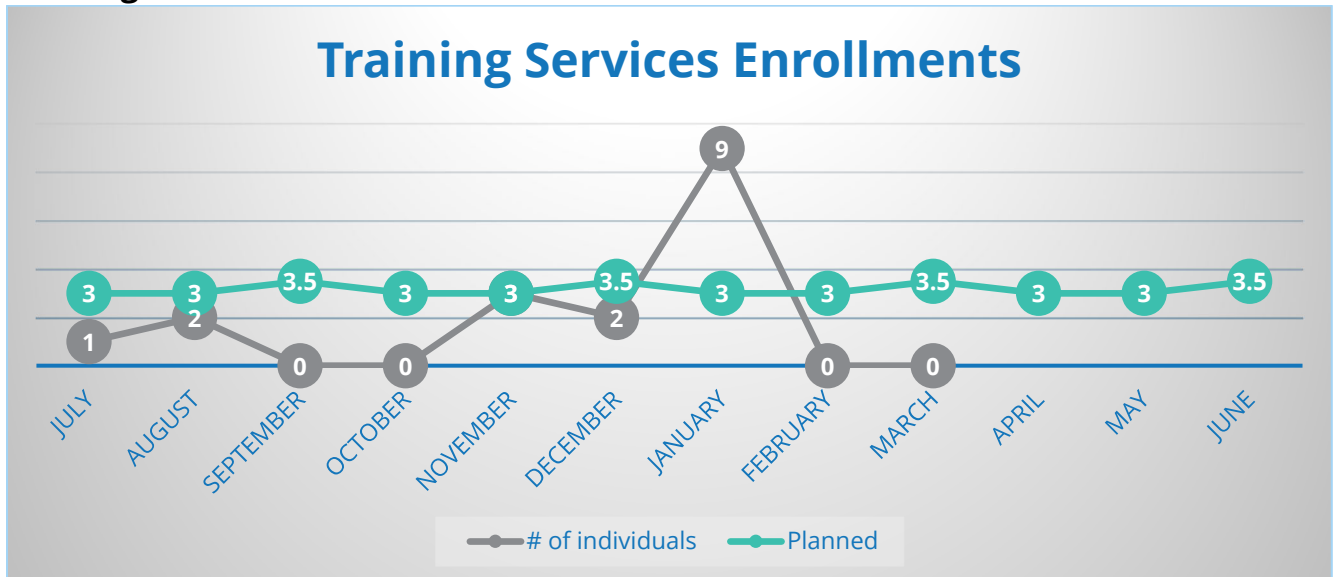 Training Services Enrollments
9
3 3 3.5 3 3 3.5 3 3 3.5 3 3 3.5
1 2 0 0 2 0 0
JULY AUGUST SEPTEMBER OCTOBER NOVEMBER DECEMBER JANUARY FEBRUARY MARCH APRIL MAY JUNE
# of individuals Planned